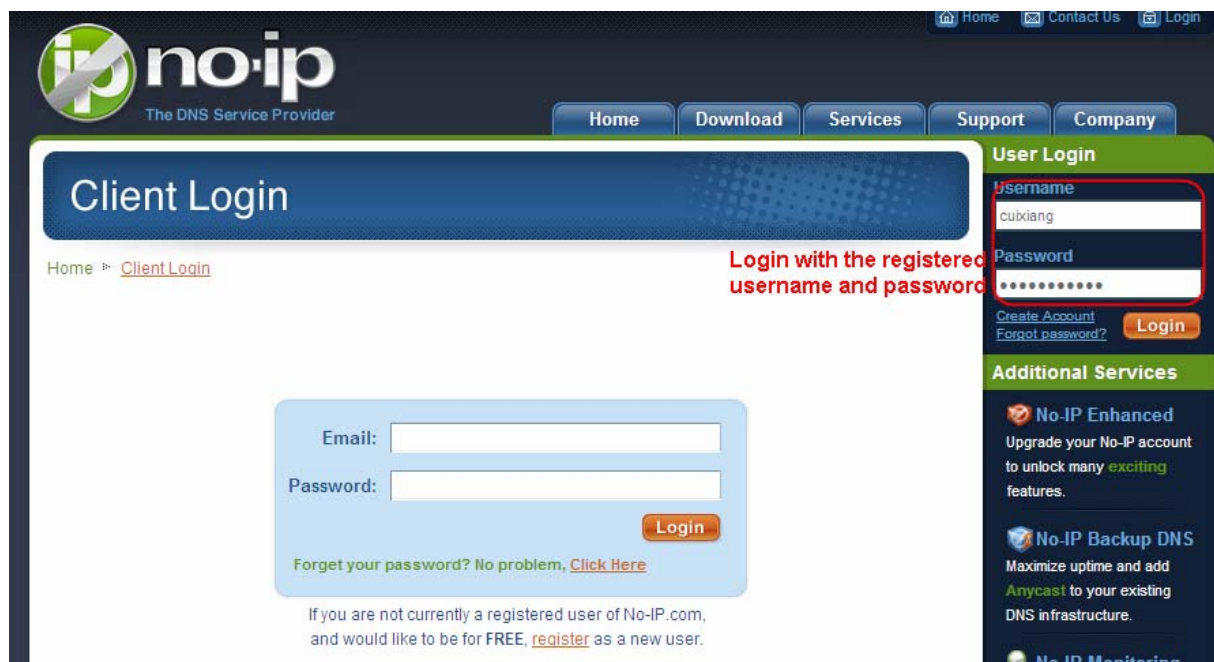 Home Contact Us Login
ip no·ip
The DNS Service Provider
Home Download Services Support Company
Client Login
Home Client Login
Login with the registered
username and password
Email:
Password:
Login
Forget your password? No problem, Click Here
If you are not currently a registered user of No-IP.com,
and would like to be for FREE, register as a new user.
User Login
Username
cuixiang
Password
•••••••••••
Create Account
Forgot password?
Login
Additional Services
No-IP Enhanced
Upgrade your No-IP account
to unlock many exciting
features.
No-IP Backup DNS
Maximize uptime and add
Anycast to your existing
DNS infrastructure.
No-IP Monitoring